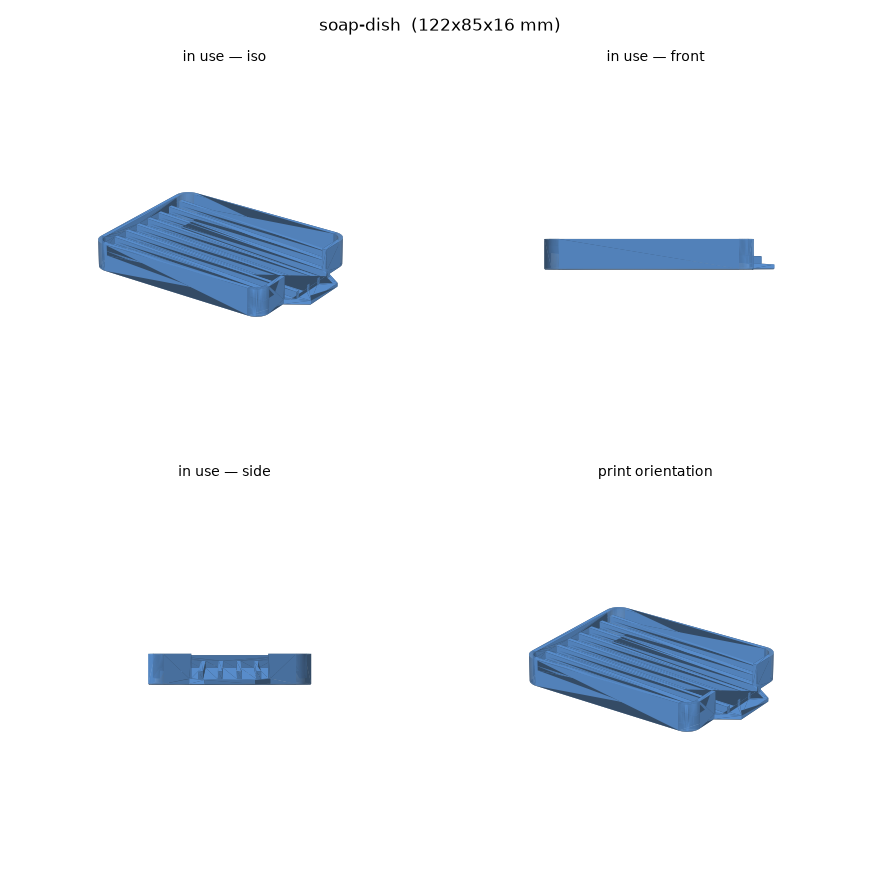 soap-dish  (122x85x16 mm)
in use — iso
in use — front
in use — side
print orientation